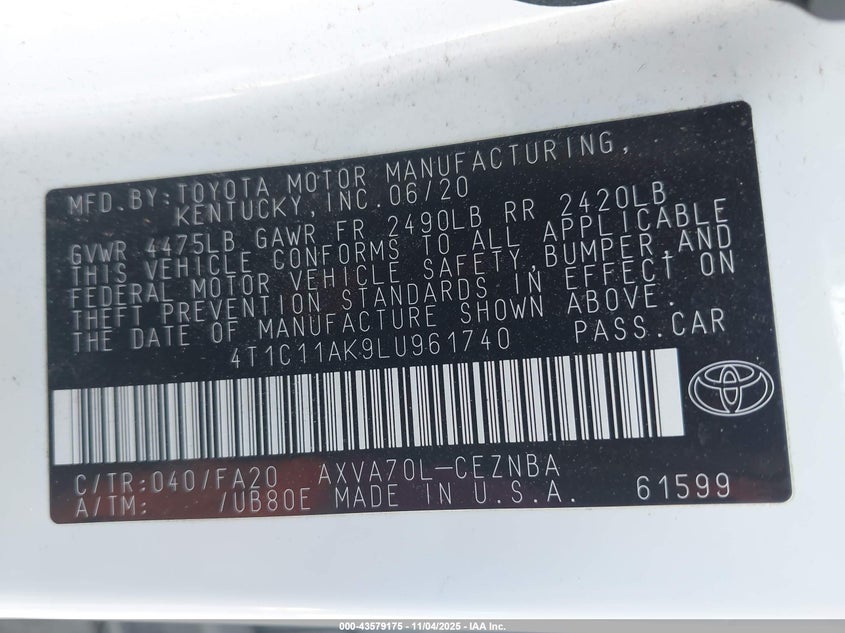 MFD. BY: TOYOTA MOTOR MANUFACTURING,
KENTUCKY, INC. 06/20
GVWR 4475LB GAWR FR 2490LB RR 2420LB
THIS VEHICLE CONFORMS TO ALL APPLICABLE
FEDERAL MOTOR VEHICLE SAFETY, BUMPER, AND
THEFT PREVENTION STANDARDS IN EFFECT ON
THE DATE OF MANUFACTURE SHOWN ABOVE.
4T1C11AK9LU961740 PASS. CAR
C/TR: 040/FA20 AXVA70L-CEZNBA
A/TM: /UB80E MADE IN U.S.A. 61599
000-43579175 - 11/04/2025 - IAA Inc.